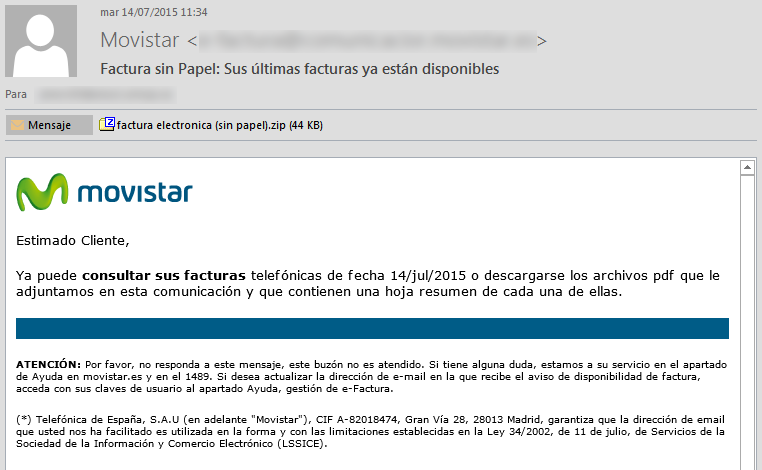 mar 14/07/2015 11:34
Movistar < >
Factura sin Papel: Sus últimas facturas ya están disponibles
Para
Mensaje factura electronica (sin papel).zip (44 KB)
movistar
Estimado Cliente,
Ya puede consultar sus facturas telefónicas de fecha 14/jul/2015 o descargarse los archivos pdf que le
adjuntamos en esta comunicación y que contienen una hoja resumen de cada una de ellas.
ATENCIÓN: Por favor, no responda a este mensaje, este buzón no es atendido. Si tiene alguna duda, estamos a su servicio en el apartado
de Ayuda en movistar.es y en el 1489. Si desea actualizar la dirección de e-mail en la que recibe el aviso de disponibilidad de factura,
acceda con sus claves de usuario al apartado Ayuda, gestión de e-Factura.
(*) Telefónica de España, S.A.U (en adelante "Movistar"), CIF A-82018474, Gran Vía 28, 28013 Madrid, garantiza que la dirección de email
que usted nos ha facilitado es utilizada en la forma y con las limitaciones establecidas en la Ley 34/2002, de 11 de julio, de Servicios de la
Sociedad de la Información y Comercio Electrónico (LSSICE).